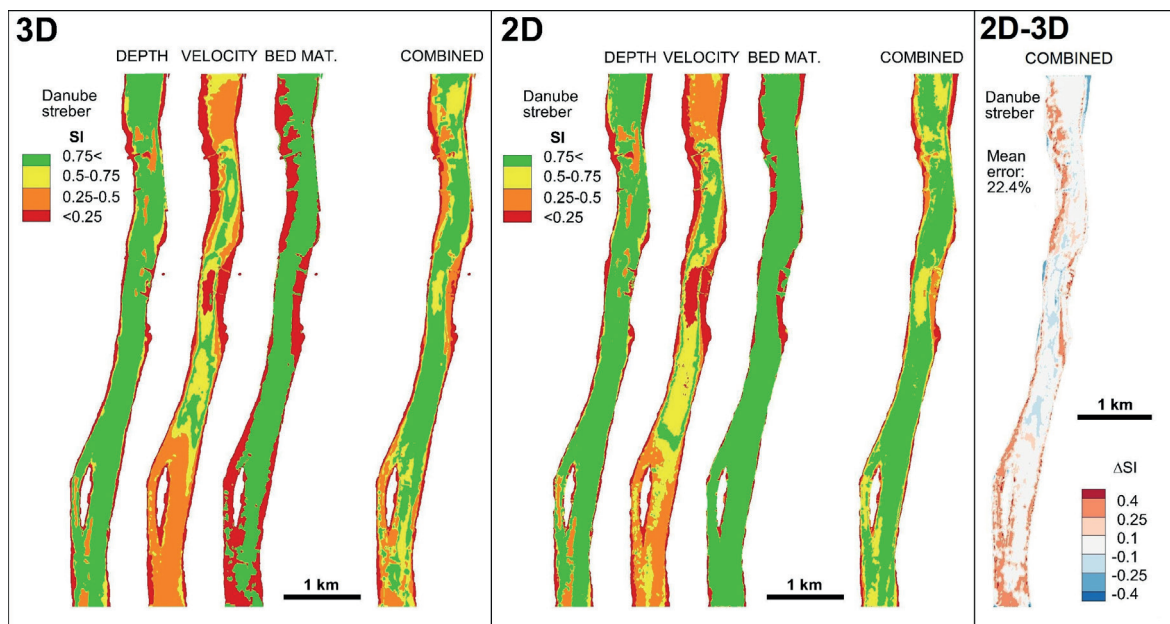 3D
DEPTH VELOCITY BED MAT. COMBINED
Danube
streber
SI
0.75<
0.5-0.75
0.25-0.5
<0.25
1 km
2D
DEPTH VELOCITY BED MAT. COMBINED
Danube
streber
SI
0.75<
0.5-0.75
0.25-0.5
<0.25
1 km
2D-3D
COMBINED
Danube
streber
Mean
error:
22.4%
1 km
ΔSI
0.4
0.25
0.1
-0.1
-0.25
-0.4